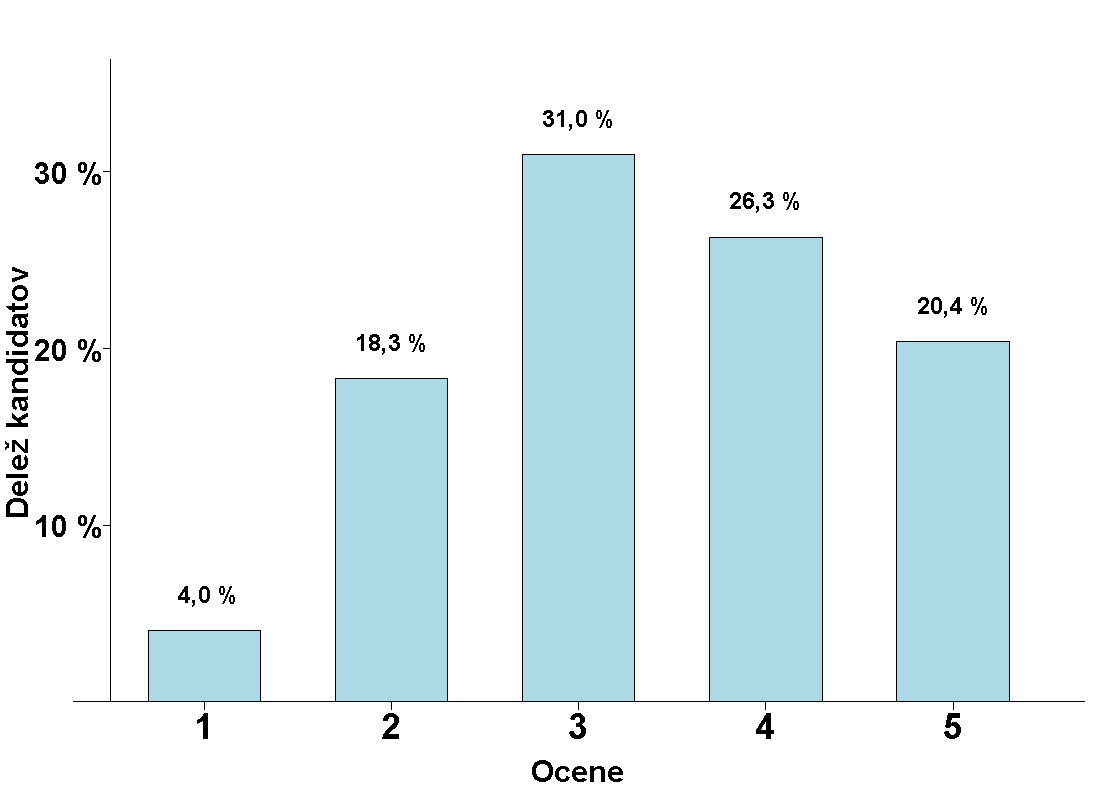 31,0 %
30 %
26,3 %
20,4 %
18,3 %
20 %
Delež kandidatov
10 %
4,0 %
1 2 3 4 5
Ocene